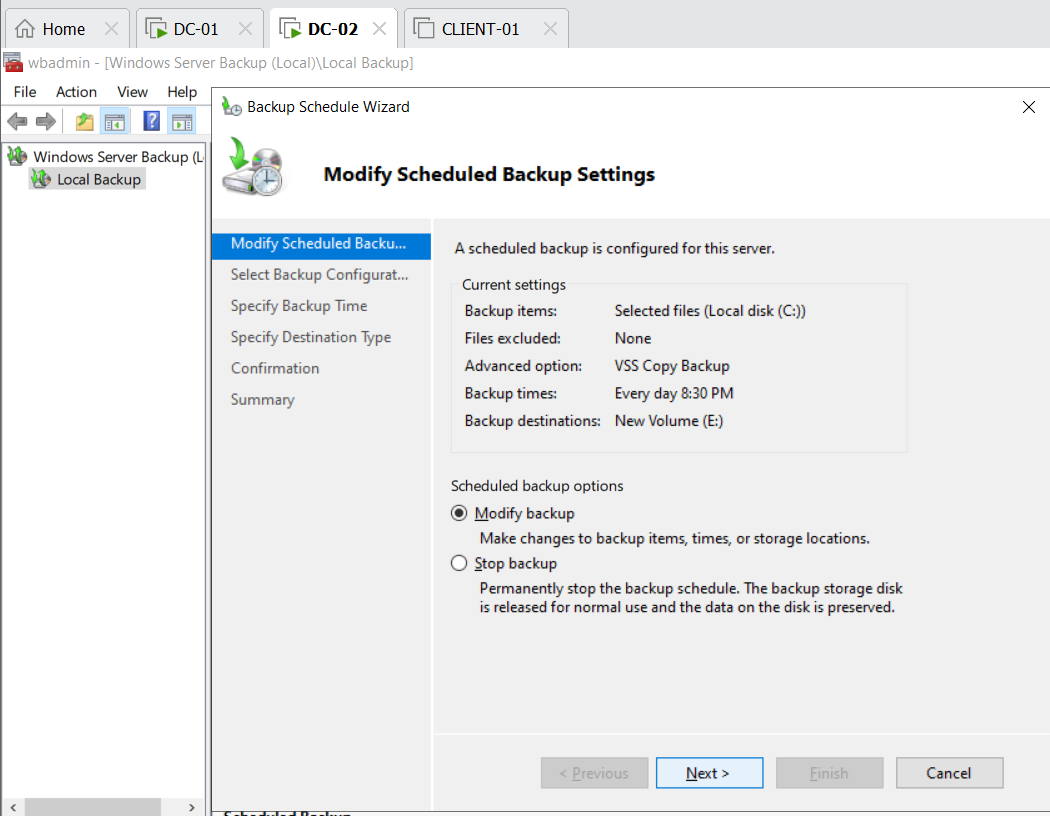 Home
DC-01
DC-02
CLIENT-01
wbadmin - [Windows Server Backup (Local)\Local Backup]
File Action View Help
Windows Server Backup (L
Local Backup
Backup Schedule Wizard
Modify Scheduled Backup Settings
Modify Scheduled Backu...
Select Backup Configurat...
Specify Backup Time
Specify Destination Type
Confirmation
Summary
A scheduled backup is configured for this server.
Current settings
Backup items: Selected files (Local disk (C:))
Files excluded: None
Advanced option: VSS Copy Backup
Backup times: Every day 8:30 PM
Backup destinations: New Volume (E:)
Scheduled backup options
Modify backup
Make changes to backup items, times, or storage locations.
Stop backup
Permanently stop the backup schedule. The backup storage disk
is released for normal use and the data on the disk is preserved.
< Previous
Next >
Finish
Cancel
Scheduled Backup